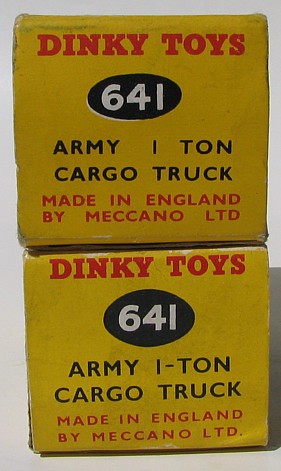 DINKY TOYS
641
ARMY 1 TON
CARGO TRUCK
MADE IN ENGLAND
BY MECCANO LTD
DINKY TOYS
641
ARMY 1-TON
CARGO TRUCK
MADE IN ENGLAND
BY MECCANO LTD.